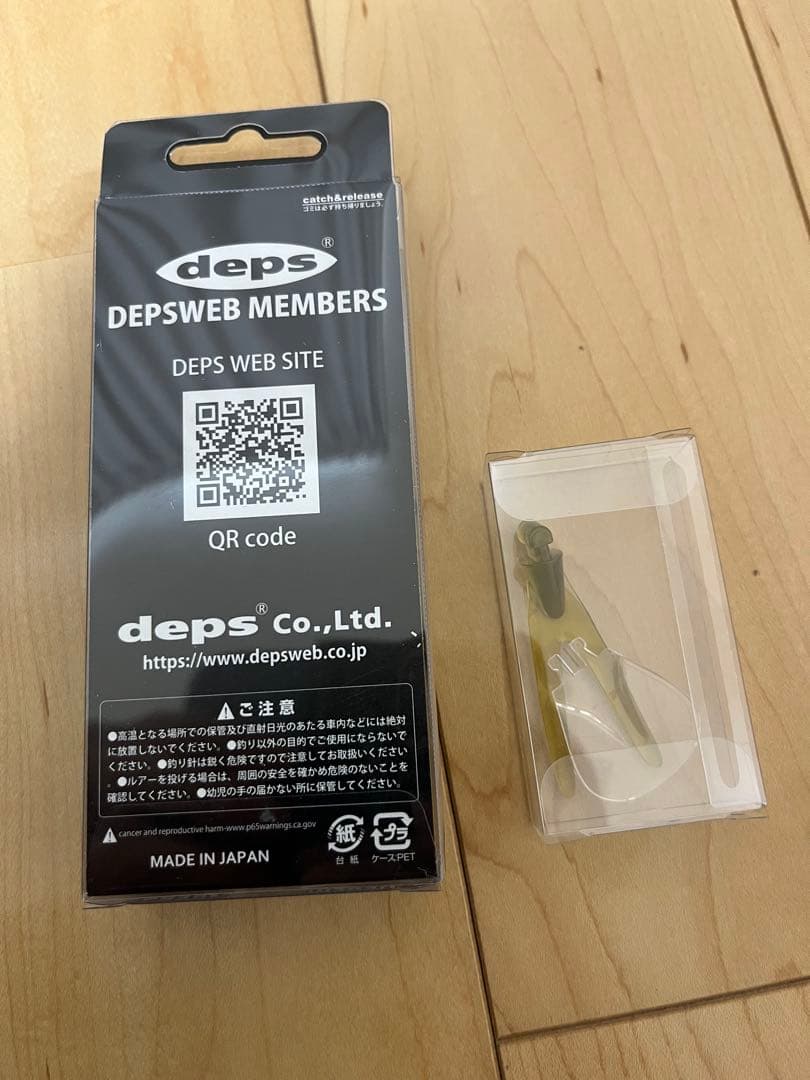 catch&release
ゴミは必ず持ち帰りましょう。
deps®
DEPSWEB MEMBERS
DEPS WEB SITE
QR code
deps® Co.,Ltd.
https://www.depsweb.co.jp
⚠ご注意
●高温となる場所での保管及び直射日光のあたる車内などには絶対
に放置しないでください。●釣り以外の目的でご使用にならないで
ください。●釣り針は鋭く危険ですので注意してお取扱いください
。●ルアーを投げる場合は、周囲の安全を確かめ危険のないことを
確認してください。●幼児の手の届かない所に保管してください。
⚠ cancer and reproductive harm-www.p65warnings.ca.gov
MADE IN JAPAN
紙
台紙
プラ
ケースPET